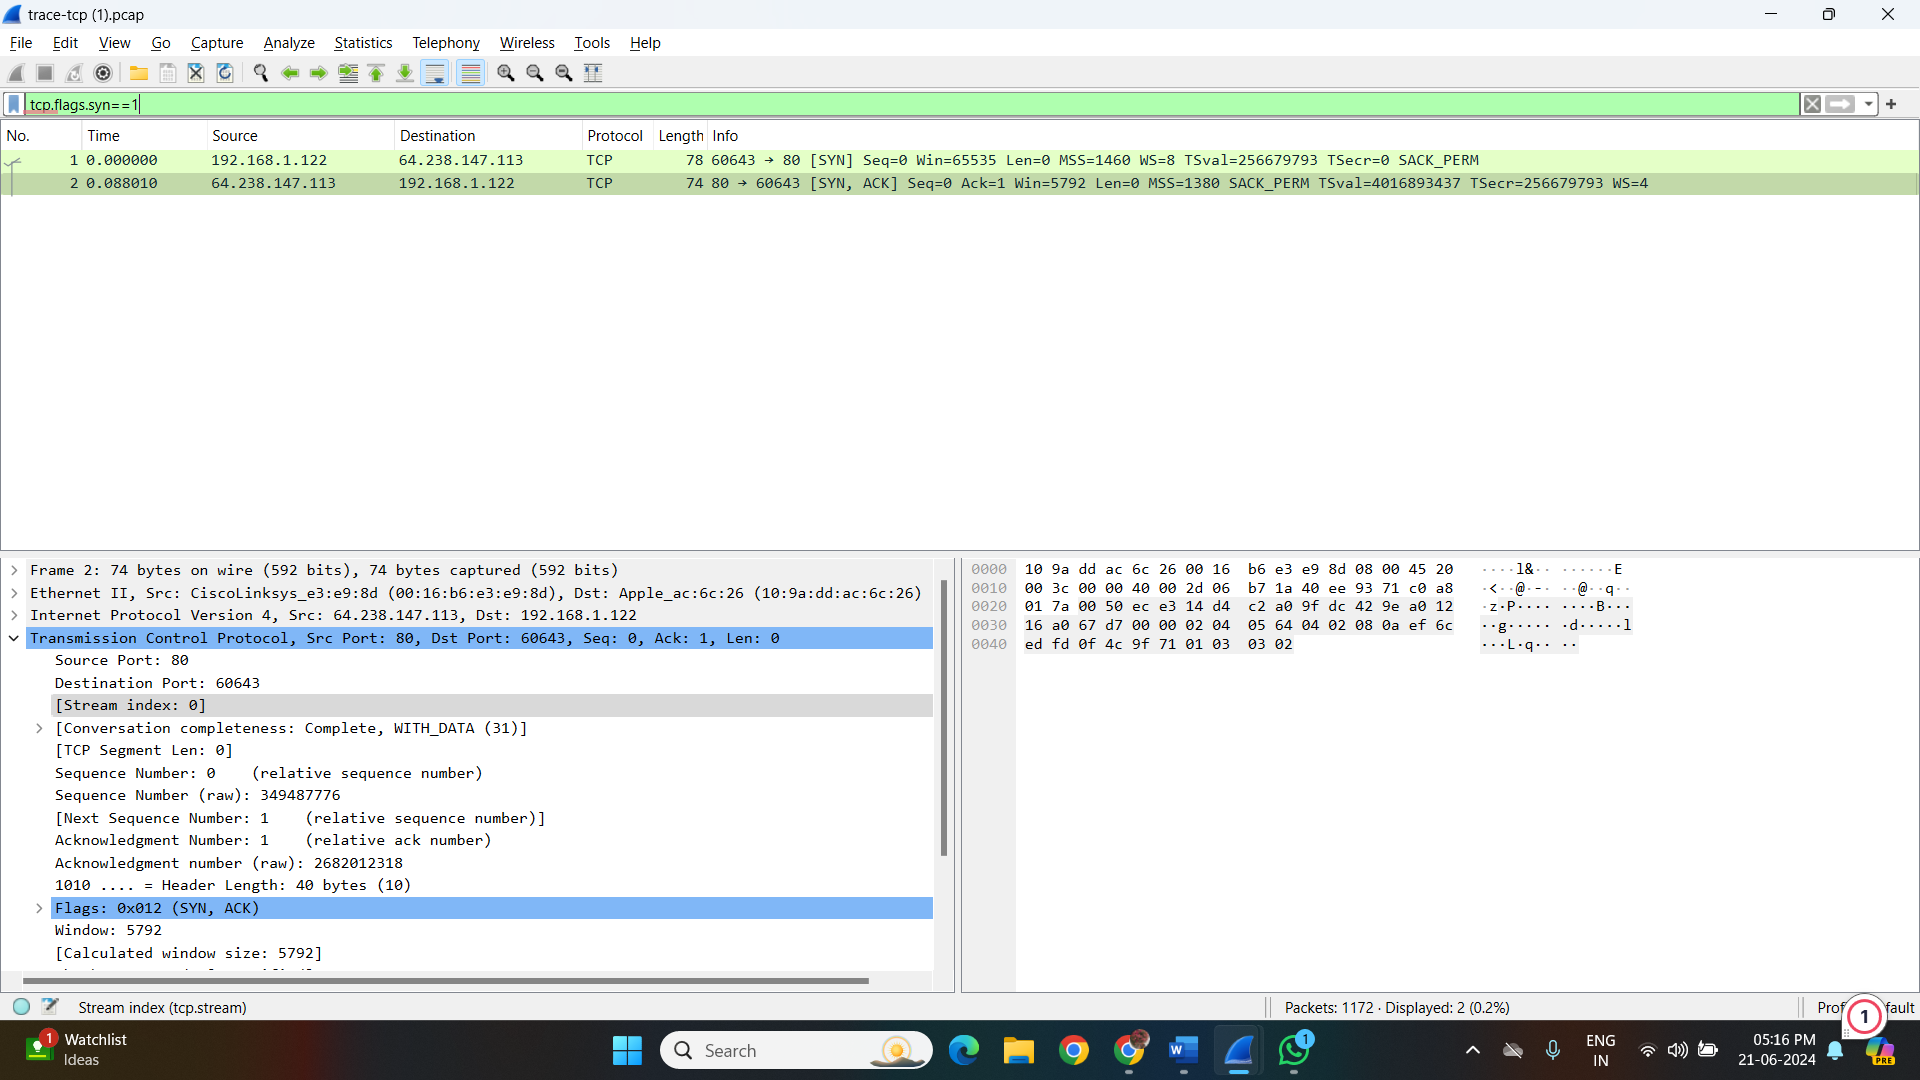 trace-tcp (1).pcap
File Edit View Go Capture Analyze Statistics Telephony Wireless Tools Help
tcp.flags.syn==1
No. Time Source Destination Protocol Length Info
1 0.000000 192.168.1.122 64.238.147.113 TCP 78 60643 → 80 [SYN] Seq=0 Win=65535 Len=0 MSS=1460 WS=8 TSval=256679793 TSecr=0 SACK_PERM
2 0.088010 64.238.147.113 192.168.1.122 TCP 74 80 → 60643 [SYN, ACK] Seq=0 Ack=1 Win=5792 Len=0 MSS=1380 SACK_PERM TSval=4016893437 TSecr=256679793 WS=4
Frame 2: 74 bytes on wire (592 bits), 74 bytes captured (592 bits)
Ethernet II, Src: CiscoLinksys_e3:e9:8d (00:16:b6:e3:e9:8d), Dst: Apple_ac:6c:26 (10:9a:dd:ac:6c:26)
Internet Protocol Version 4, Src: 64.238.147.113, Dst: 192.168.1.122
Transmission Control Protocol, Src Port: 80, Dst Port: 60643, Seq: 0, Ack: 1, Len: 0
Source Port: 80
Destination Port: 60643
[Stream index: 0]
[Conversation completeness: Complete, WITH_DATA (31)]
[TCP Segment Len: 0]
Sequence Number: 0 (relative sequence number)
Sequence Number (raw): 349487776
[Next Sequence Number: 1 (relative sequence number)]
Acknowledgment Number: 1 (relative ack number)
Acknowledgment number (raw): 2682012318
1010 .... = Header Length: 40 bytes (10)
Flags: 0x012 (SYN, ACK)
Window: 5792
[Calculated window size: 5792]
0000 10 9a dd ac 6c 26 00 16 b6 e3 e9 8d 08 00 45 20 ····l&·· ······E
0010 00 3c 00 00 40 00 2d 06 b7 1a 40 ee 93 71 c0 a8 ·<··@·-· ··@··q··
0020 01 7a 00 50 ec e3 14 d4 c2 a0 9f dc 42 9e a0 12 ·z·P···· ····B···
0030 16 a0 67 d7 00 00 02 04 05 64 04 02 08 0a ef 6c ··g····· ·d·····l
0040 ed fd 0f 4c 9f 71 01 03 03 02 ···L·q·· ··
Stream index (tcp.stream) Packets: 1172 · Displayed: 2 (0.2%) Prof fault
1
1 Watchlist
Ideas
Search
W
1
ENG
IN
05:16 PM
21-06-2024
PRE